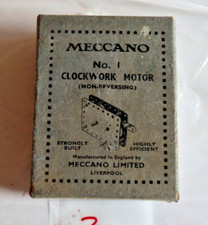 MECCANO
No. 1
CLOCKWORK MOTOR
(NON-REVERSING)
STRONGLY HIGHLY
BUILT EFFICIENT
Manufactured in England by
MECCANO LIMITED
LIVERPOOL